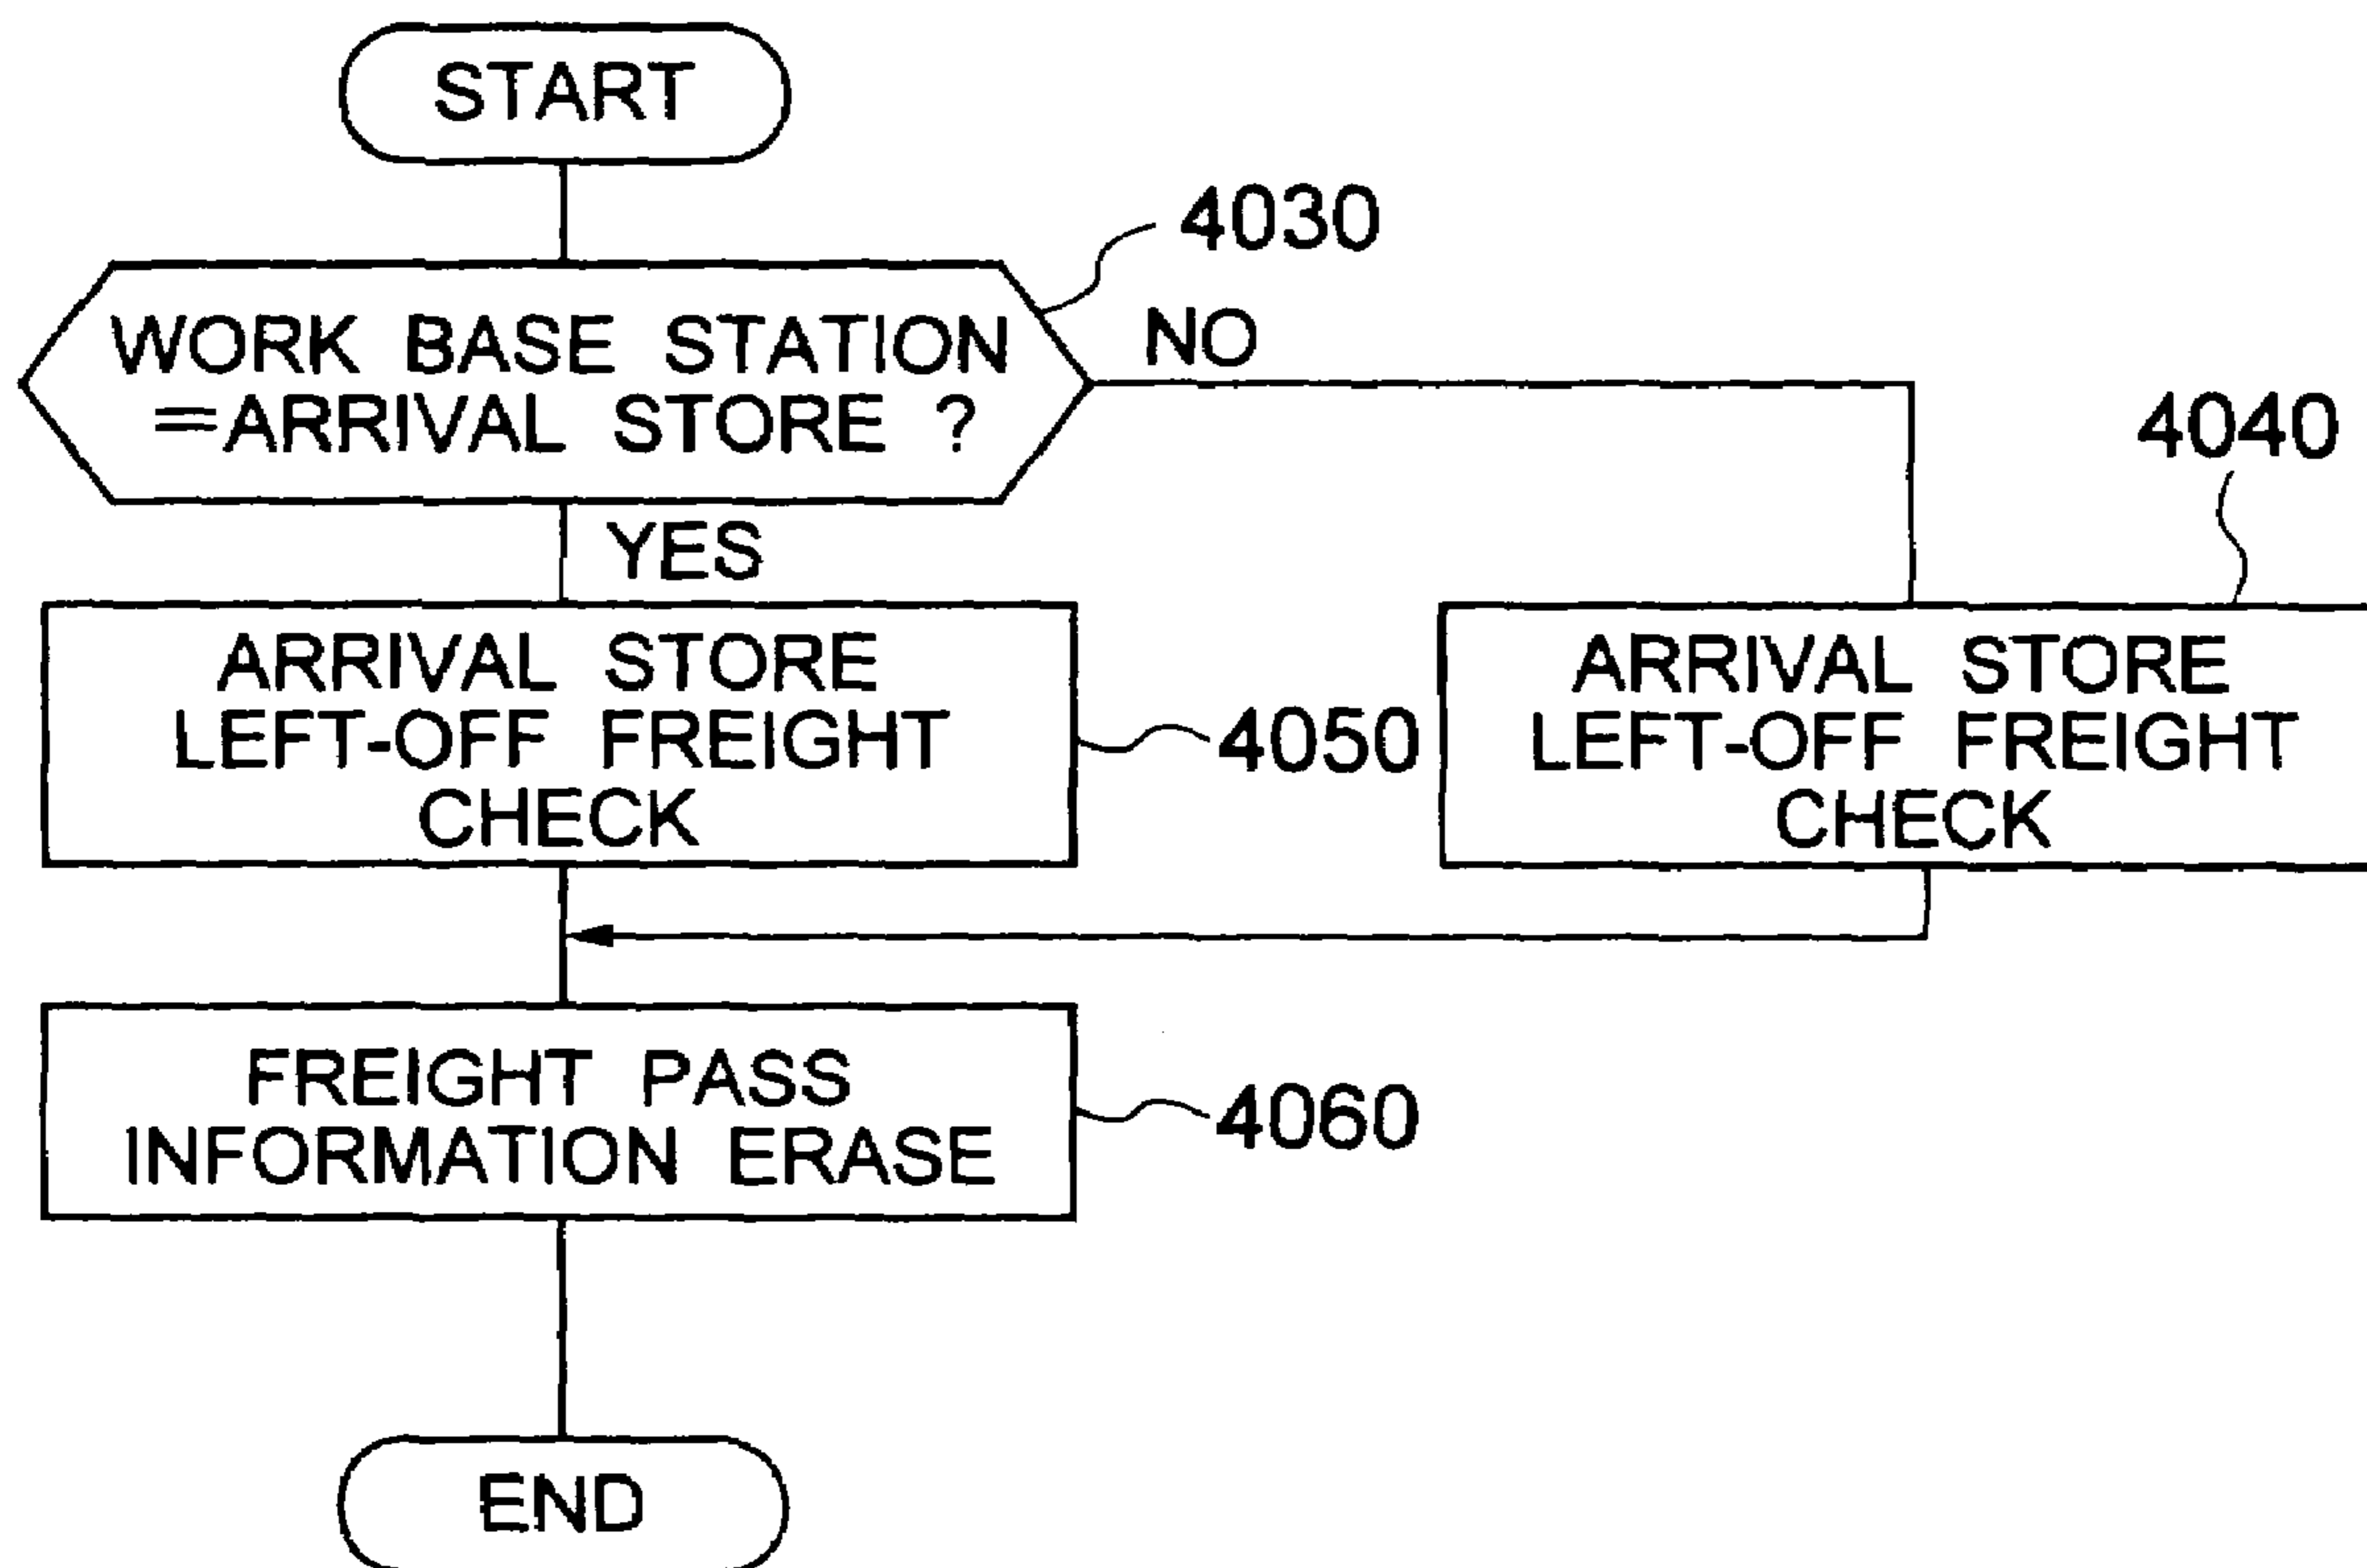 START
4030
WORK BASE STATION
=ARRIVAL STORE ?
NO
4040
YES
ARRIVAL STORE
LEFT-OFF FREIGHT
CHECK
4050
ARRIVAL STORE
LEFT-OFF FREIGHT
CHECK
FREIGHT PASS
INFORMATION ERASE
4060
END